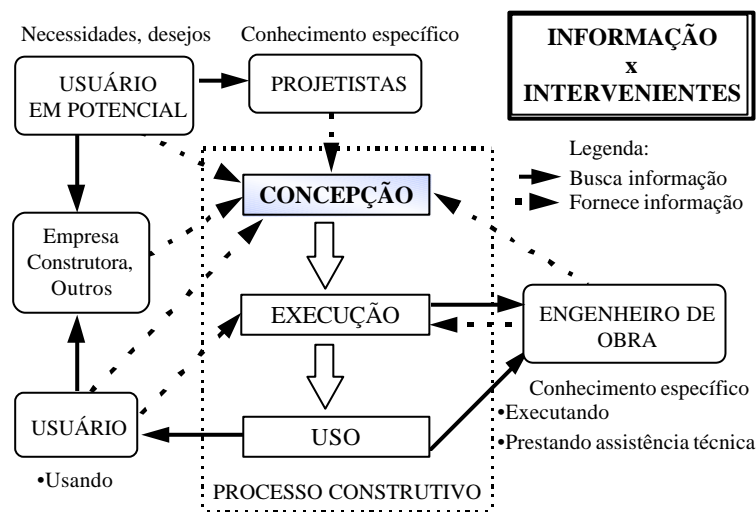 Necessidades, desejos
Conhecimento específico
INFORMAÇÃO
x
INTERVENIENTES
USUÁRIO
EM POTENCIAL
PROJETISTAS
Legenda:
Busca informação
Fornece informação
CONCEPÇÃO
Empresa
Construtora,
Outros
EXECUÇÃO
ENGENHEIRO DE
OBRA
Conhecimento específico
•Executando
•Prestando assistência técnica
USUÁRIO
USO
•Usando
PROCESSO CONSTRUTIVO